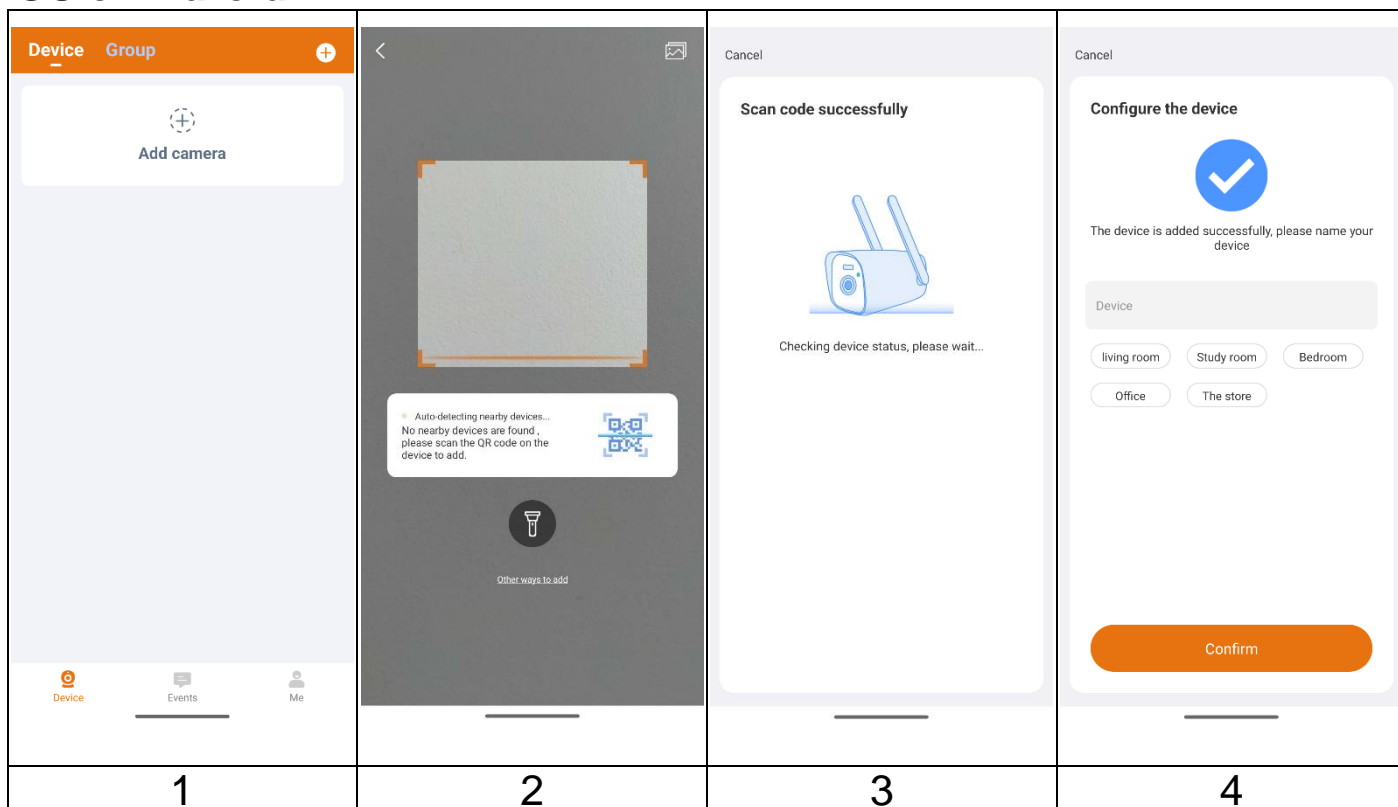 Device Group
Add camera
Device Events Me
Auto-detecting nearby devices...
No nearby devices are found ,
please scan the QR code on the
device to add.
Other ways to add
Cancel
Scan code successfully
Checking device status, please wait...
Cancel
Configure the device
The device is added successfully, please name your
device
Device
living room Study room Bedroom
Office The store
Confirm
1 2 3 4